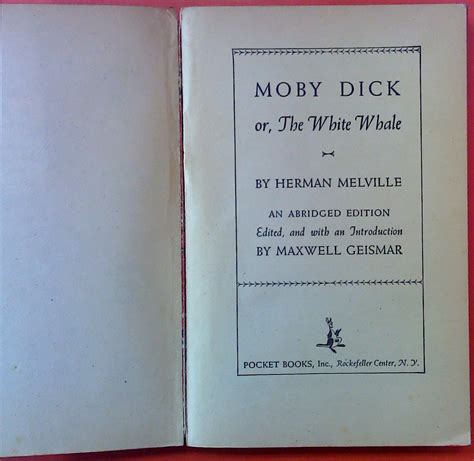 MOBY DICK
or, The White Whale
BY HERMAN MELVILLE
AN ABRIDGED EDITION
Edited, and with an Introduction
BY MAXWELL GEISMAR
POCKET BOOKS, Inc., Rockefeller Center, N. Y.